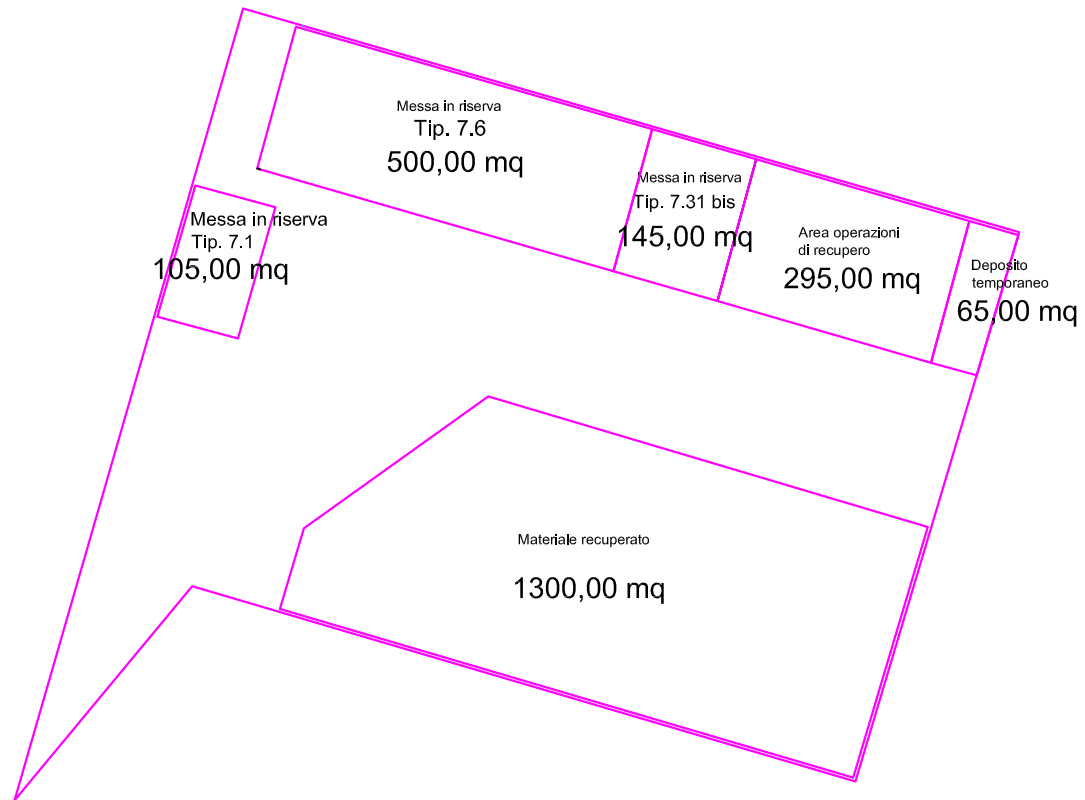 Messa in riserva
Tip. 7.6
500,00 mq
Messa in riserva
Tip. 7.31 bis
145,00 mq
Area operazioni
di recupero
295,00 mq
Deposito
temporaneo
65,00 mq
Messa in riserva
Tip. 7.1
105,00 mq
Materiale recuperato
1300,00 mq